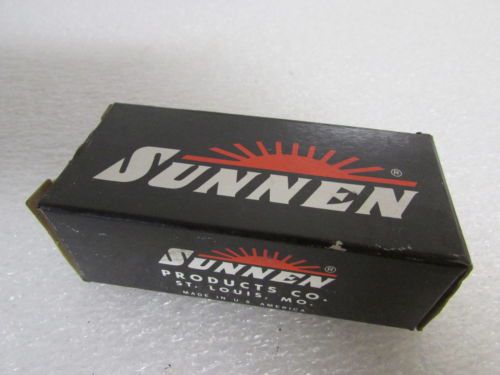 SUNNEN®
SUNNEN®
PRODUCTS CO.
ST. LOUIS, MO.
MADE IN U.S. AMERICA